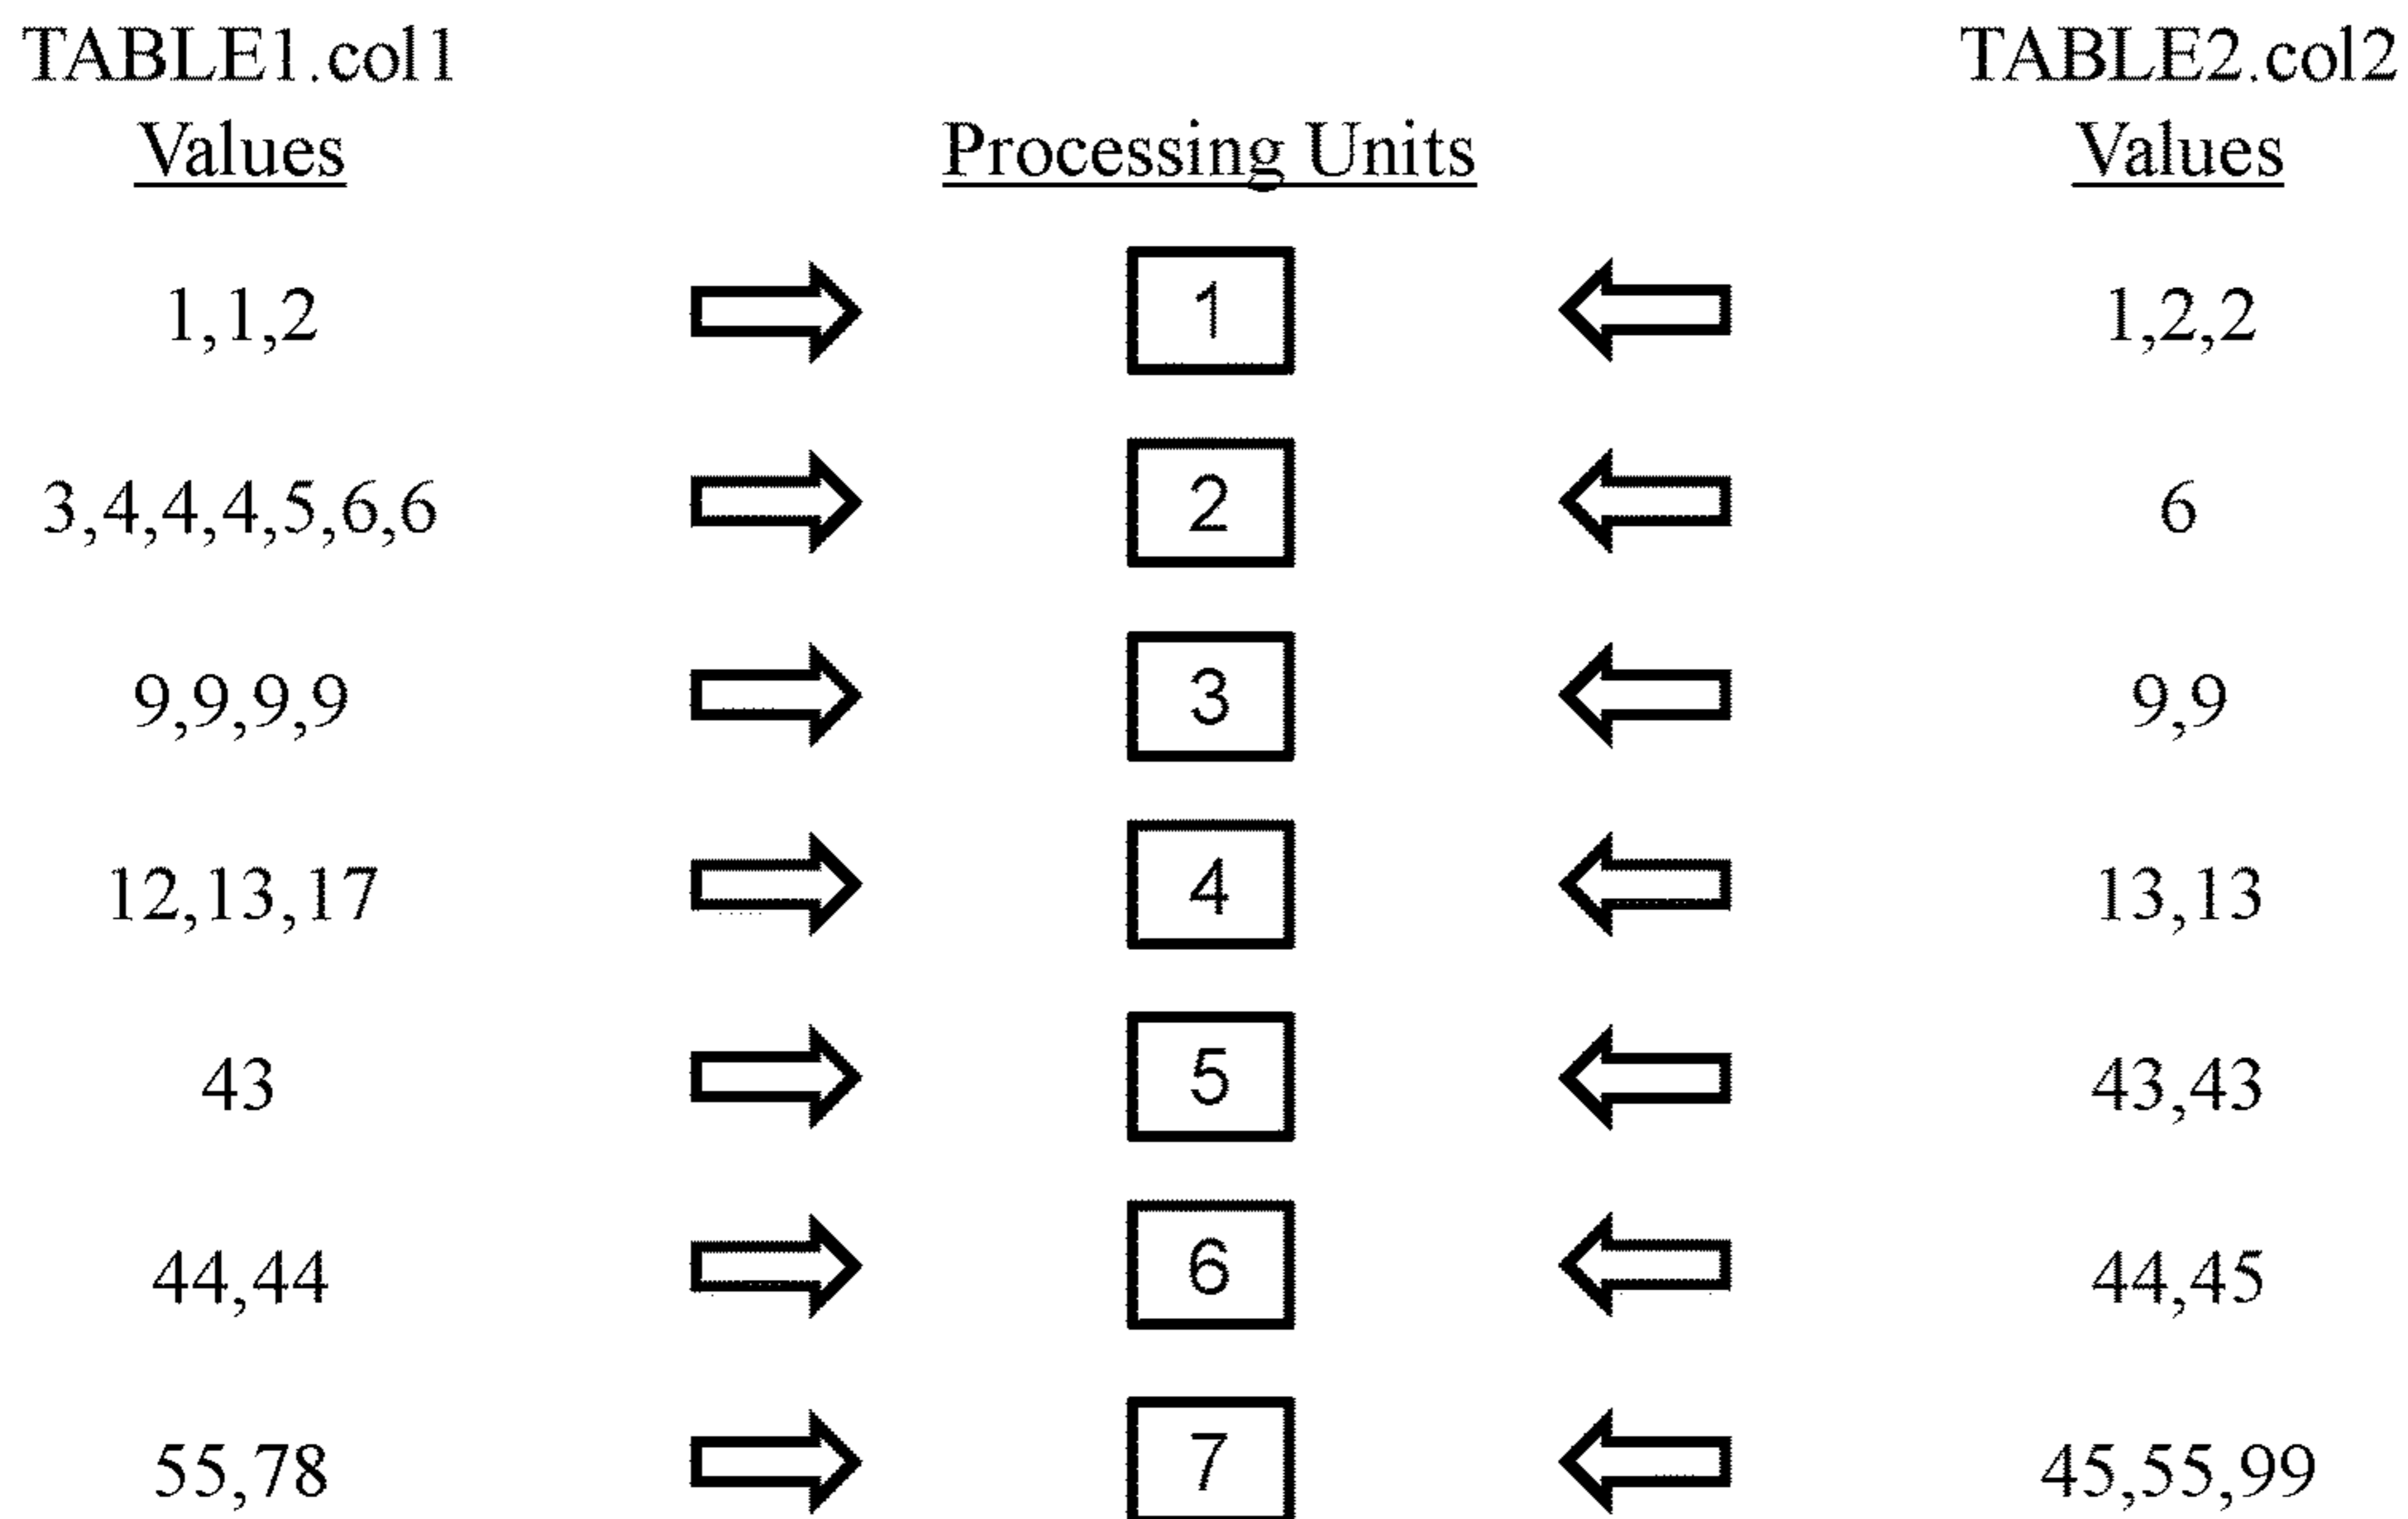 TABLE1.col1 TABLE2.col2
Values Processing Units Values
1,1,2 1 1,2,2
3,4,4,4,5,6,6 2 6
9,9,9,9 3 9,9
12,13,17 4 13,13
43 5 43,43
44,44 6 44,45
55,78 7 45,55,99